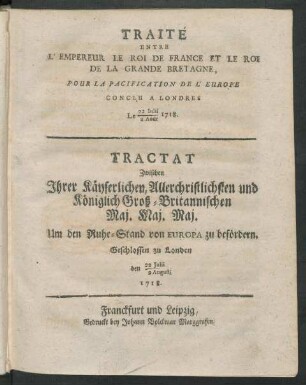 TRAITÉ
ENTRE
L'EMPEREUR LE ROI DE FRANCE ET LE ROI
DE LA GRANDE BRETAGNE,
POUR LA PACIFICATION DE L'EUROPE
CONCLU A LONDRES
Le 22 Juill / 2 Aout 1718.
TRACTAT
Zwischen
Ihrer Käyserlichen, Allerchristlichsten und
Königlich Groß-Britannischen
Maj. Maj. Maj.
Um den Ruhe-Stand von EUROPA zu befördern,
Geschlossen zu Londen
den 22 Julii / 2 Augusti
1718.
Franckfurt und Leipzig,
Gedruckt bey Johann